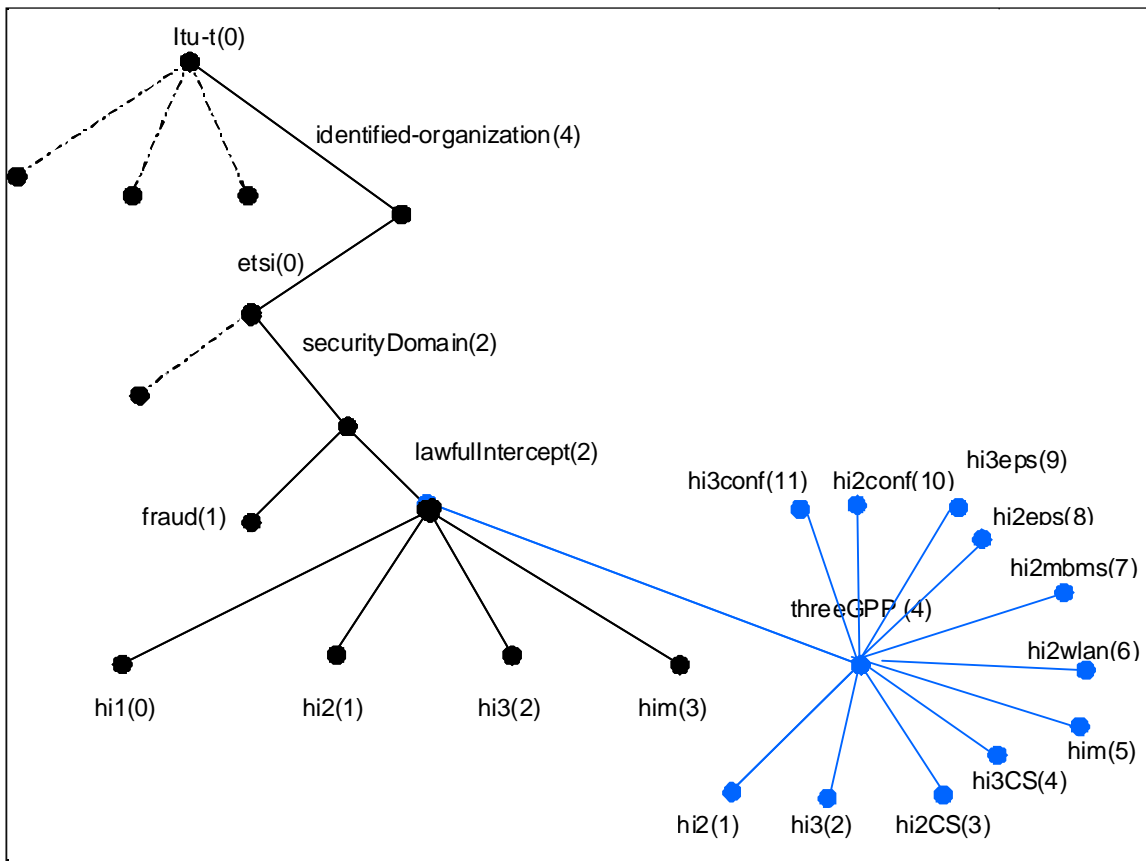 Itu-t(0)
identified-organization(4)
etsi(0)
securityDomain(2)
lawfulIntercept(2)
fraud(1)
hi3conf(11)
hi2conf(10)
hi3eps(9)
hi2eps(8)
hi2mbms(7)
threeGPP (4)
hi2wlan(6)
him(5)
hi3CS(4)
hi1(0)
hi2(1)
hi3(2)
him(3)
hi2(1)
hi3(2)
hi2CS(3)